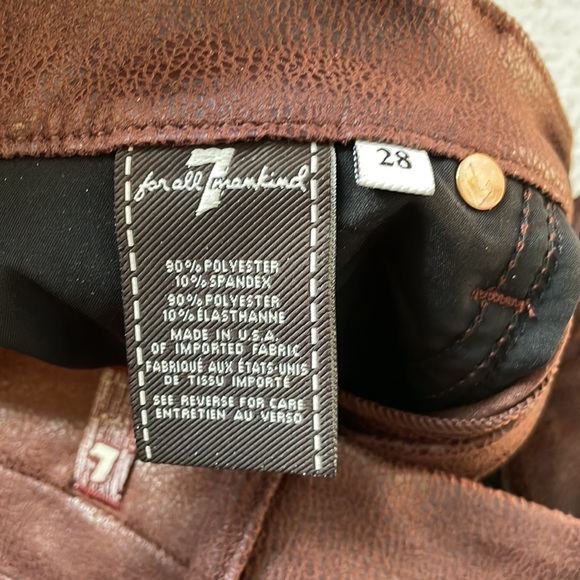 for all 7 mankind
28
90% POLYESTER
10% SPANDEX
90% POLYESTER
10% ÉLASTHANNE
MADE IN U.S.A.
OF IMPORTED FABRIC
FABRIQUÉ AUX ÉTATS-UNIS
DE TISSU IMPORTÉ
SEE REVERSE FOR CARE
ENTRETIEN AU VERSO
7